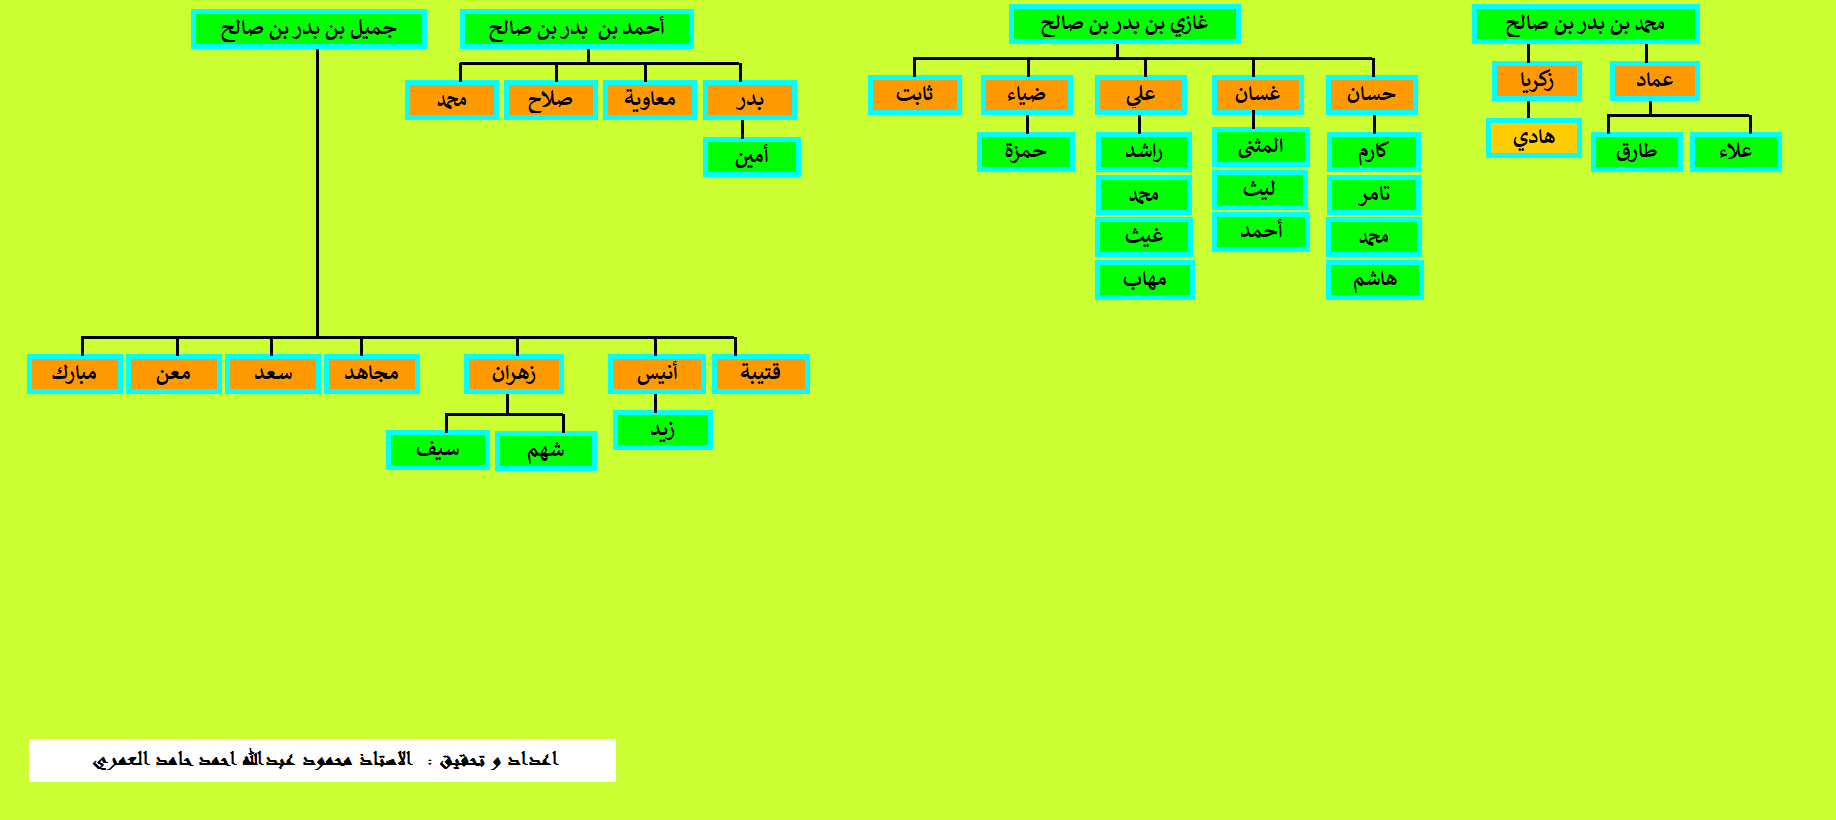 محمد بن بدر بن صالح
غازي بن بدر بن صالح
أحمد بن بدر بن صالح
جميل بن بدر بن صالح
عماد
زكريا
علاء
طارق
هادي
حسان
غسان
علي
ضياء
ثابت
كارم
تامر
محمد
هاشم
المثنى
ليث
أحمد
راشد
محمد
غيث
مهاب
حمزة
بدر
معاوية
صلاح
محمد
أمين
قتيبة
أنيس
زهران
مجاهد
سعد
معن
مبارك
زيد
شهم
سيف
اعداد و تحقيق : الاستاذ محمود عبدالله احمد حامد العمري